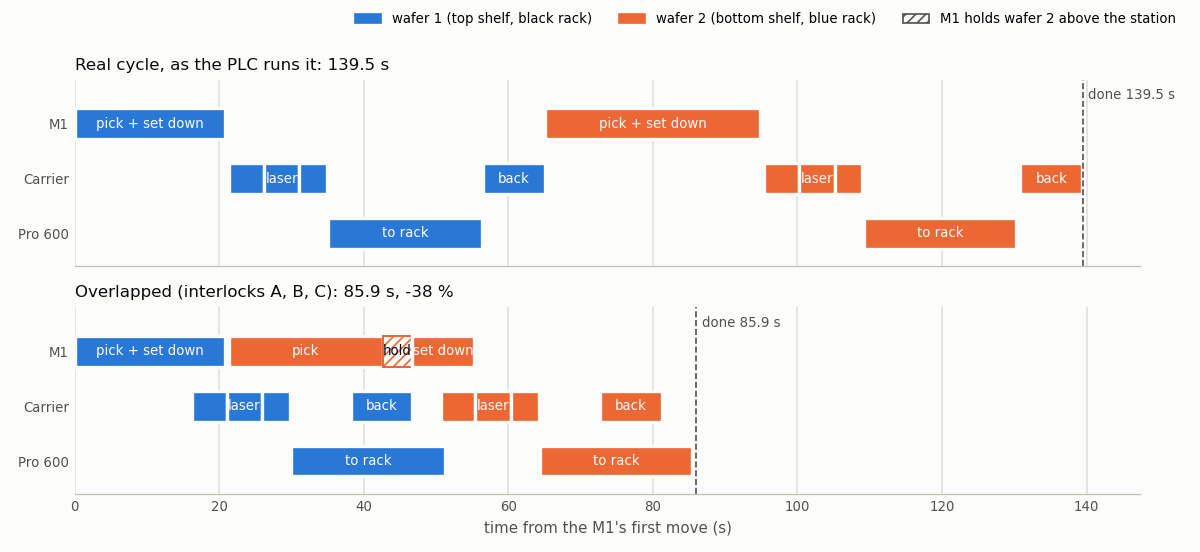 wafer 1 (top shelf, black rack)
wafer 2 (bottom shelf, blue rack)
M1 holds wafer 2 above the station
Real cycle, as the PLC runs it: 139.5 s
done 139.5 s
M1
pick + set down
pick + set down
Carrier
laser
back
laser
back
Pro 600
to rack
to rack
Overlapped (interlocks A, B, C): 85.9 s, -38 %
done 85.9 s
M1
pick + set down
pick
hold
set down
Carrier
laser
back
laser
back
Pro 600
to rack
to rack
0
20
40
60
80
100
120
140
time from the M1's first move (s)